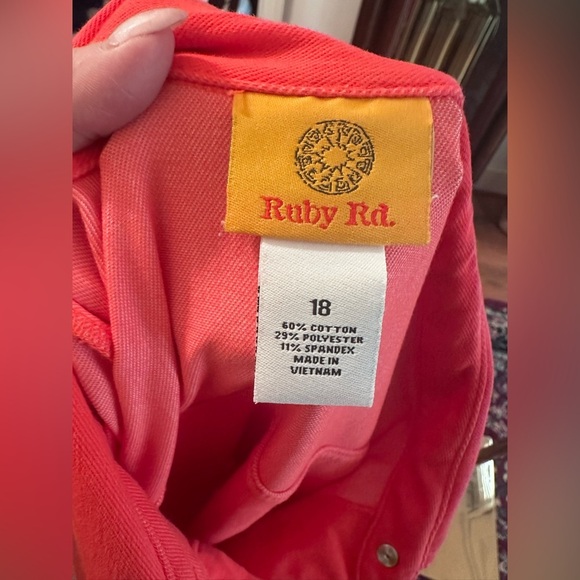 Ruby Rd.
18
60% COTTON
29% POLYESTER
11% SPANDEX
MADE IN
VIETNAM